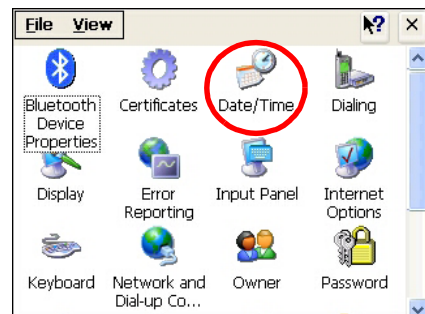 File View ?
Bluetooth Device Properties
Certificates
Date/Time
Dialing
Display
Error Reporting
Input Panel
Internet Options
Keyboard
Network and Dial-up Co...
Owner
Password